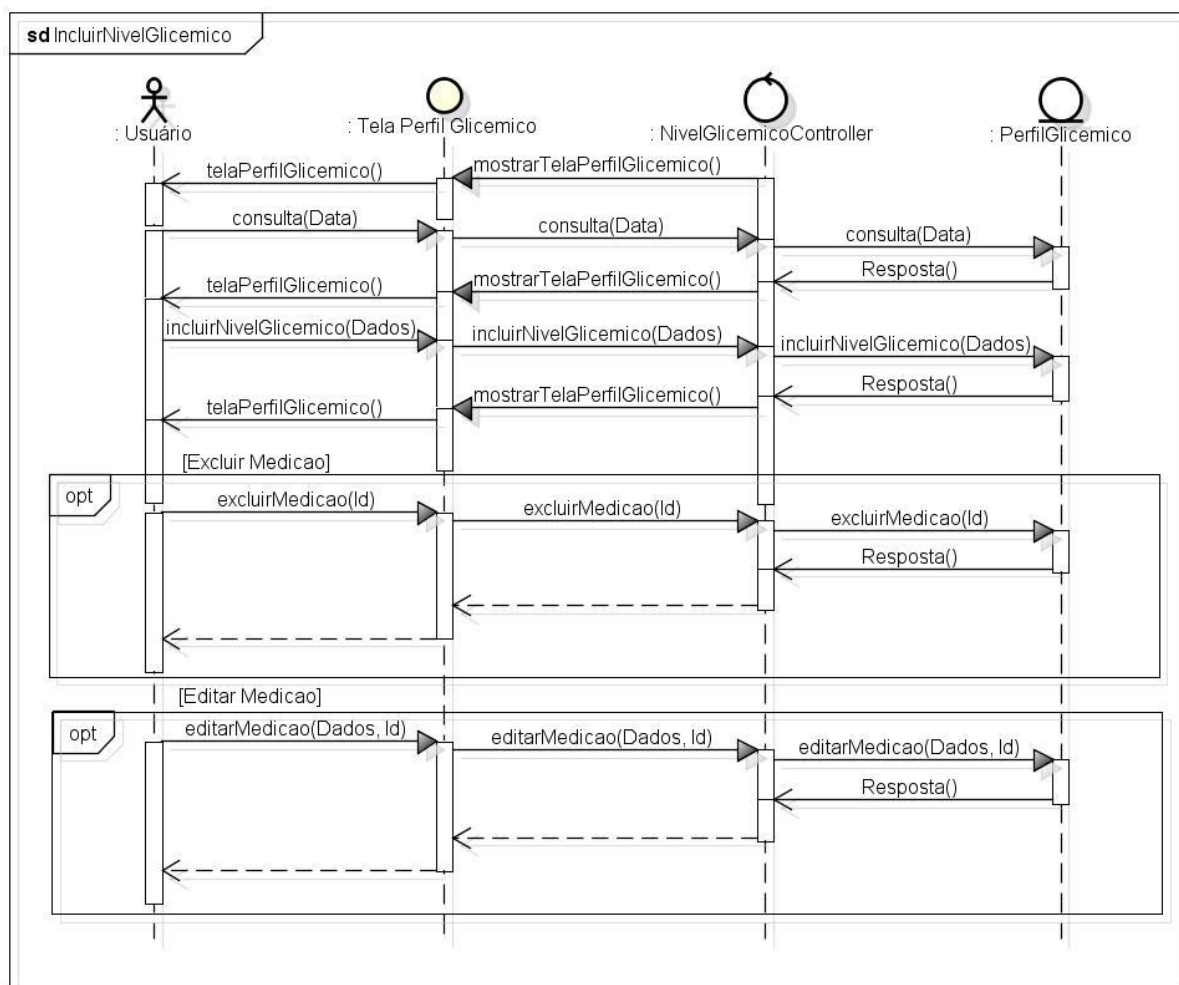 sd IncluirNivelGlicemico
: Usuário
: Tela Perfil Glicemico
: NivelGlicemicoController
: PerfilGlicemico
telaPerfilGlicemico()
mostrarTelaPerfilGlicemico()
consulta(Data)
consulta(Data)
consulta(Data)
Resposta()
telaPerfilGlicemico()
mostrarTelaPerfilGlicemico()
incluirNivelGlicemico(Dados)
incluirNivelGlicemico(Dados)
incluirNivelGlicemico(Dados)
Resposta()
telaPerfilGlicemico()
mostrarTelaPerfilGlicemico()
[Excluir Medicao]
opt
excluirMedicao(Id)
excluirMedicao(Id)
excluirMedicao(Id)
Resposta()
[Editar Medicao]
opt
editarMedicao(Dados, Id)
editarMedicao(Dados, Id)
editarMedicao(Dados, Id)
Resposta()